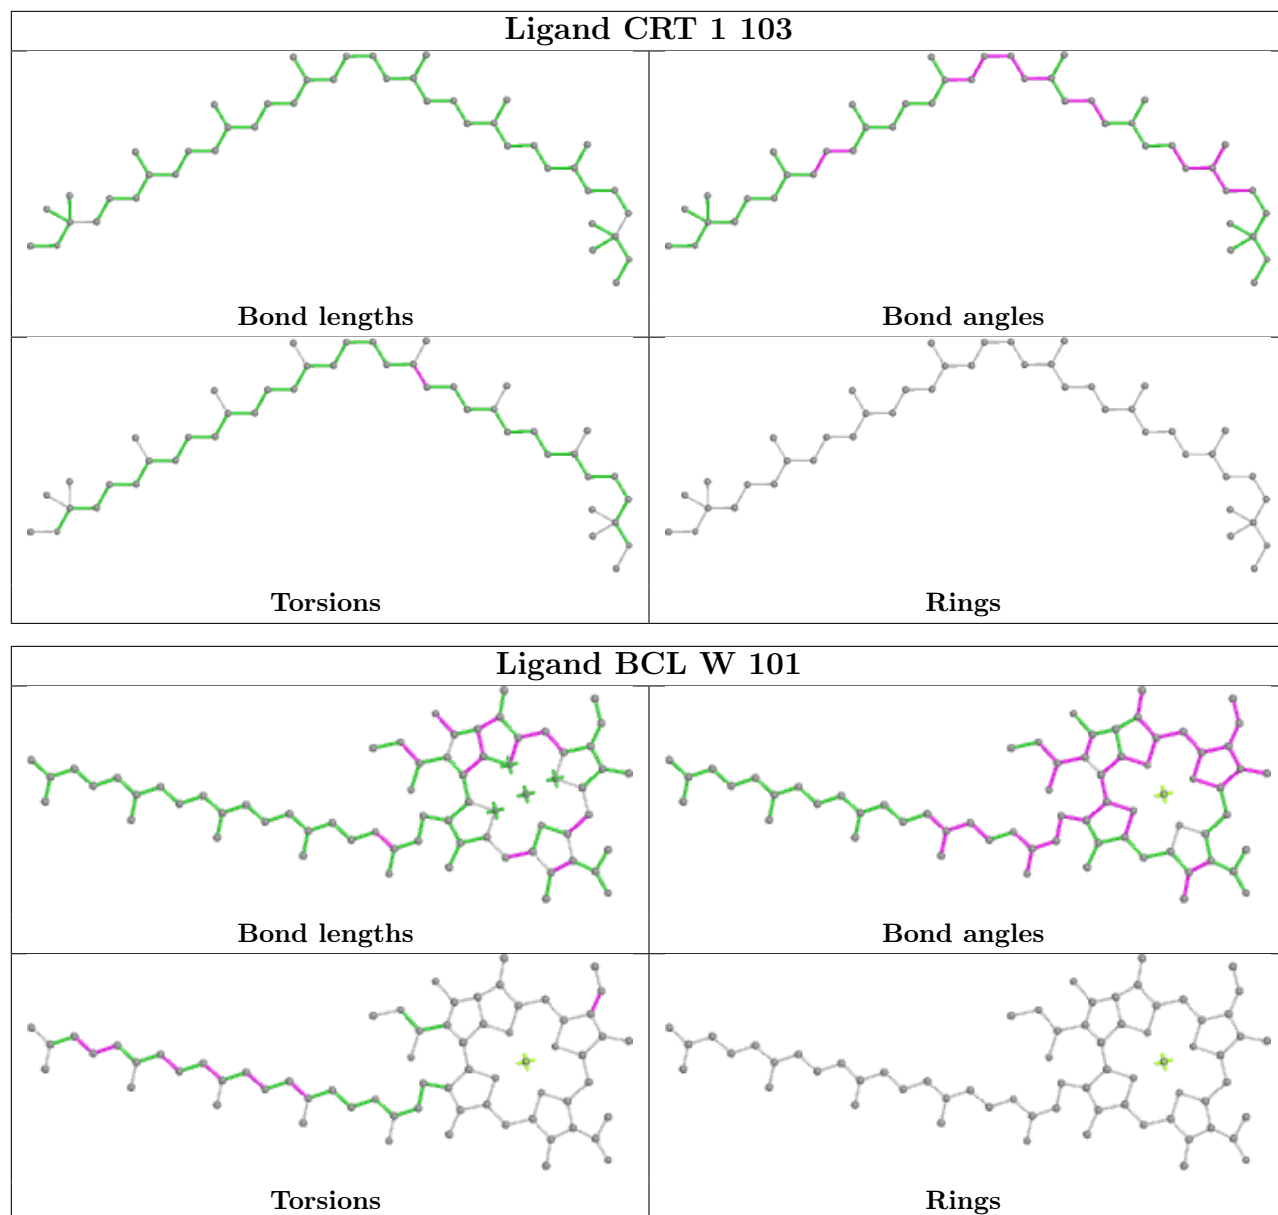 Ligand CRT 1 103
Bond lengths
Bond angles
Torsions
Rings
Ligand BCL W 101
Bond lengths
Bond angles
Torsions
Rings